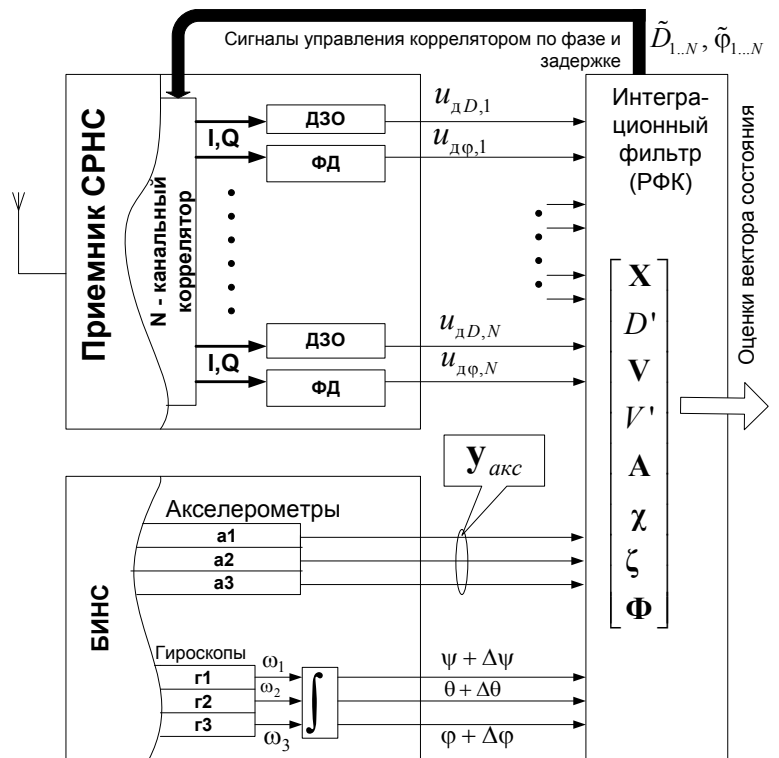 Сигналы управления коррелятором по фазе и
задержке
D̃1..N, φ̃1...N
Приемник СРНС
N - канальный
коррелятор
I,Q
ДЗО
ФД
uдD,1
uдφ,1
I,Q
ДЗО
ФД
uдD,N
uдφ,N
Интегра-
ционный
фильтр
(РФК)
X
D'
V
V'
A
χ
ζ
Φ
Оценки вектора состояния
БИНС
Акселерометры
a1
a2
a3
yакс
Гироскопы
г1
г2
г3
ω1
ω2
ω3
∫
ψ + Δψ
θ + Δθ
φ + Δφ